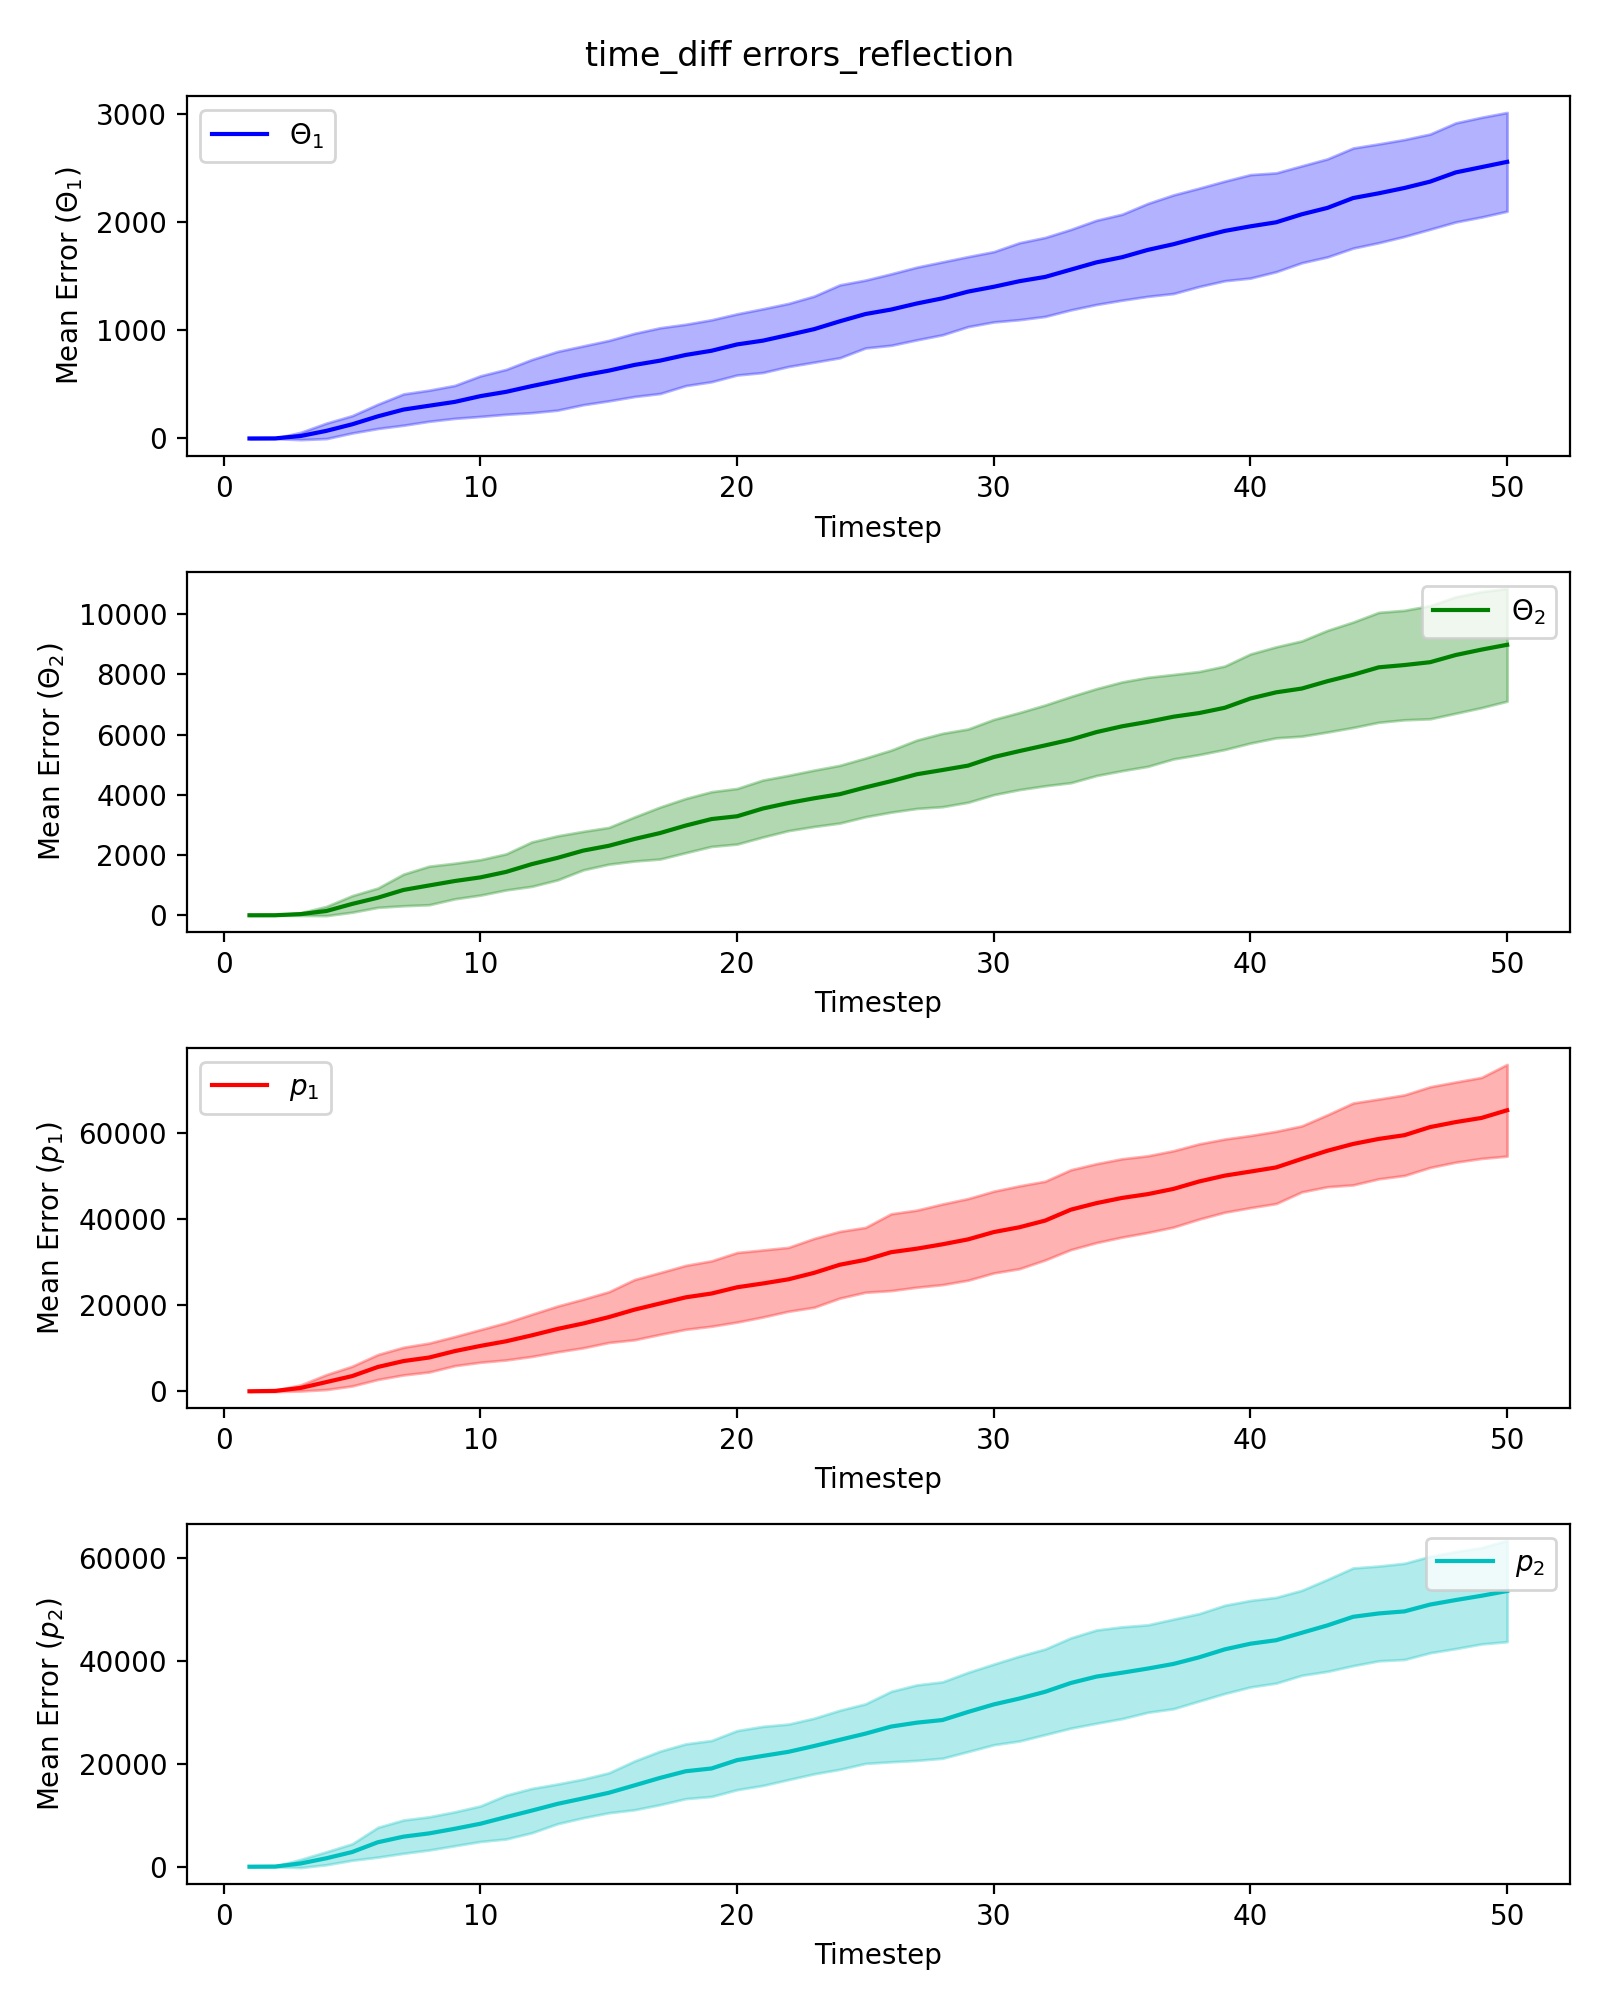 time_diff errors_reflection
3000
2000
1000
0
Mean Error (Θ₁)
Θ₁
0 10 20 30 40 50
Timestep
10000
8000
6000
4000
2000
0
Mean Error (Θ₂)
Θ₂
0 10 20 30 40 50
Timestep
60000
40000
20000
0
Mean Error (p₁)
p₁
0 10 20 30 40 50
Timestep
60000
40000
20000
0
Mean Error (p₂)
p₂
0 10 20 30 40 50
Timestep